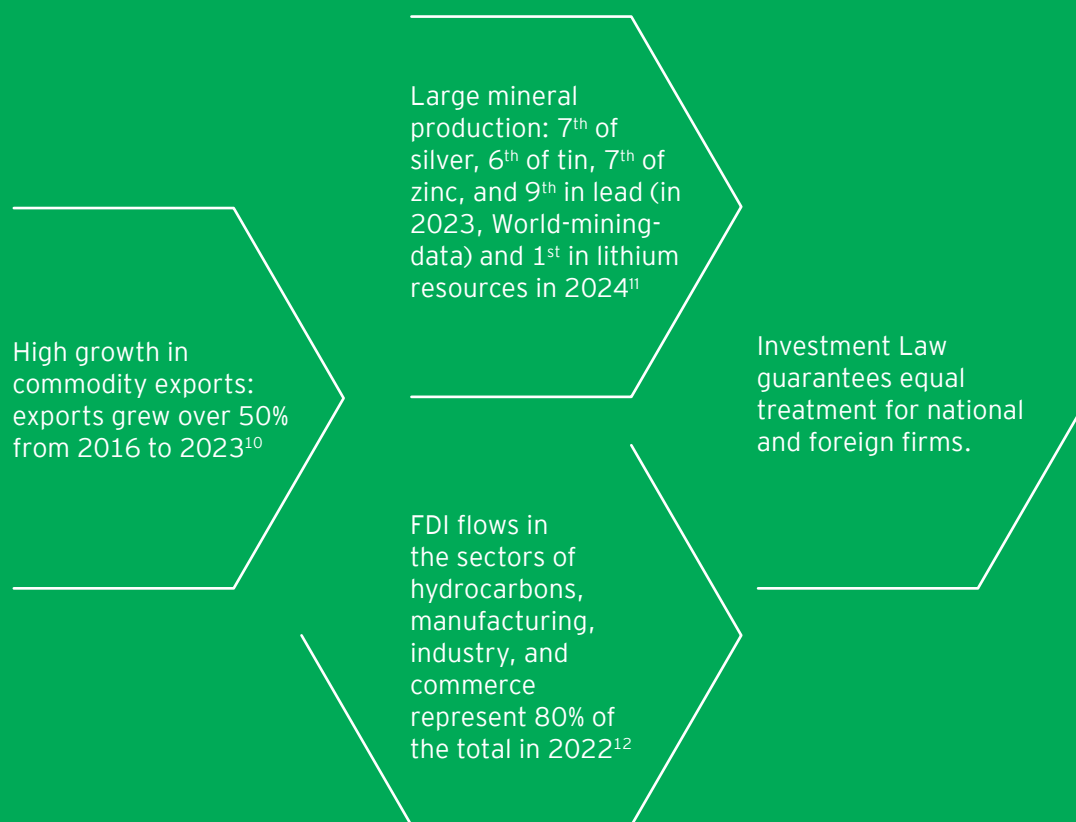 Large mineral
production: 7th of
silver, 6th of tin, 7th of
zinc, and 9th in lead (in
2023, World-mining-
data) and 1st in lithium
resources in 202411
High growth in
commodity exports:
exports grew over 50%
from 2016 to 202310
Investment Law
guarantees equal
treatment for national
and foreign firms.
FDI flows in
the sectors of
hydrocarbons,
manufacturing,
industry, and
commerce
represent 80% of
the total in 202212